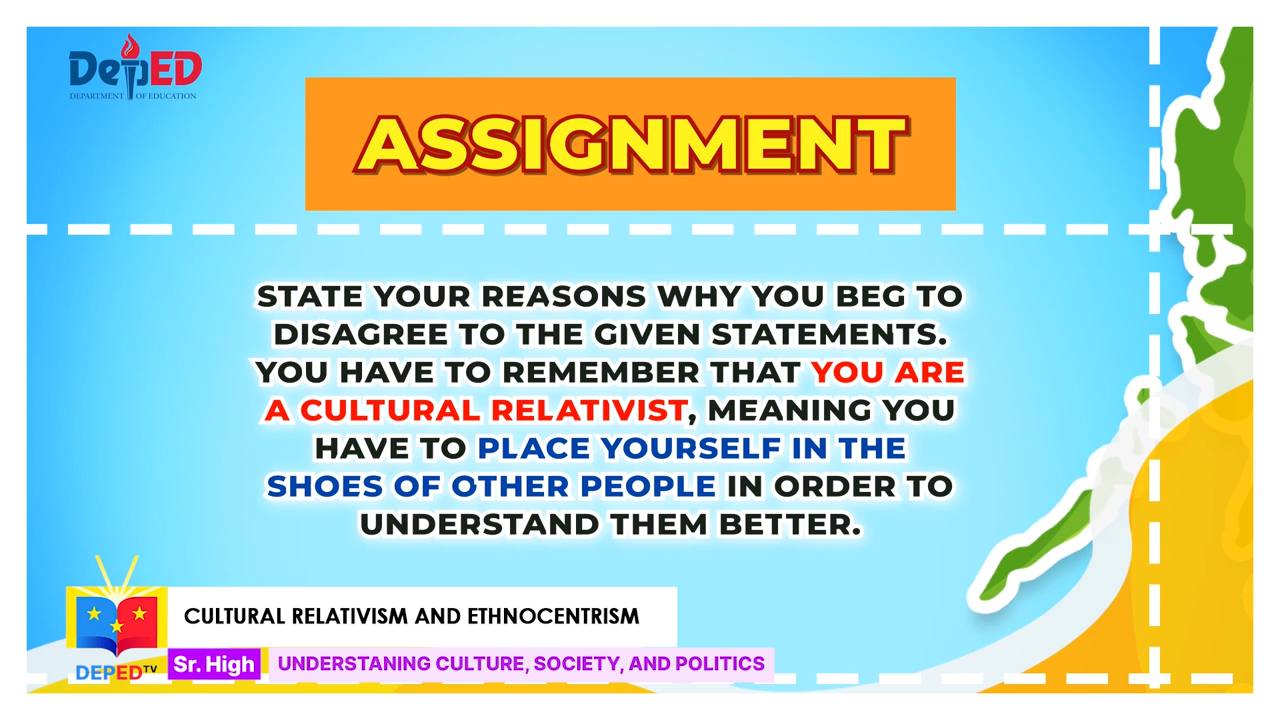 DepED
DEPARTMENT OF EDUCATION
ASSIGNMENT
STATE YOUR REASONS WHY YOU BEG TO
DISAGREE TO THE GIVEN STATEMENTS.
YOU HAVE TO REMEMBER THAT YOU ARE
A CULTURAL RELATIVIST, MEANING YOU
HAVE TO PLACE YOURSELF IN THE
SHOES OF OTHER PEOPLE IN ORDER TO
UNDERSTAND THEM BETTER.
CULTURAL RELATIVISM AND ETHNOCENTRISM
DEPED TV
Sr. High
UNDERSTANING CULTURE, SOCIETY, AND POLITICS